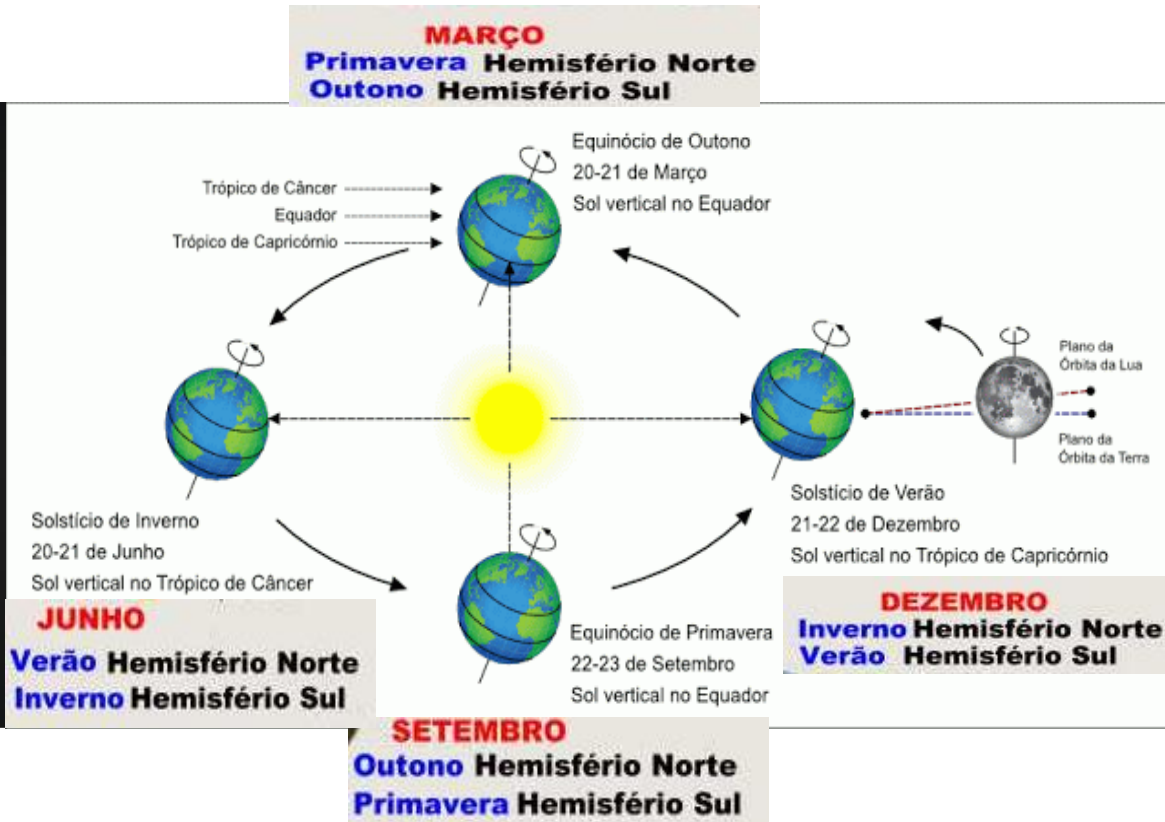 MARÇO
Primavera Hemisfério Norte
Outono Hemisfério Sul
Equinócio de Outono
20-21 de Março
Sol vertical no Equador
Trópico de Câncer
Equador
Trópico de Capricórnio
Plano da
Órbita da Lua
Plano da
Órbita da Terra
Solstício de Verão
21-22 de Dezembro
Sol vertical no Trópico de Capricórnio
Solstício de Inverno
20-21 de Junho
Sol vertical no Trópico de Câncer
DEZEMBRO
Inverno Hemisfério Norte
Verão Hemisfério Sul
JUNHO
Verão Hemisfério Norte
Inverno Hemisfério Sul
Equinócio de Primavera
22-23 de Setembro
Sol vertical no Equador
SETEMBRO
Outono Hemisfério Norte
Primavera Hemisfério Sul